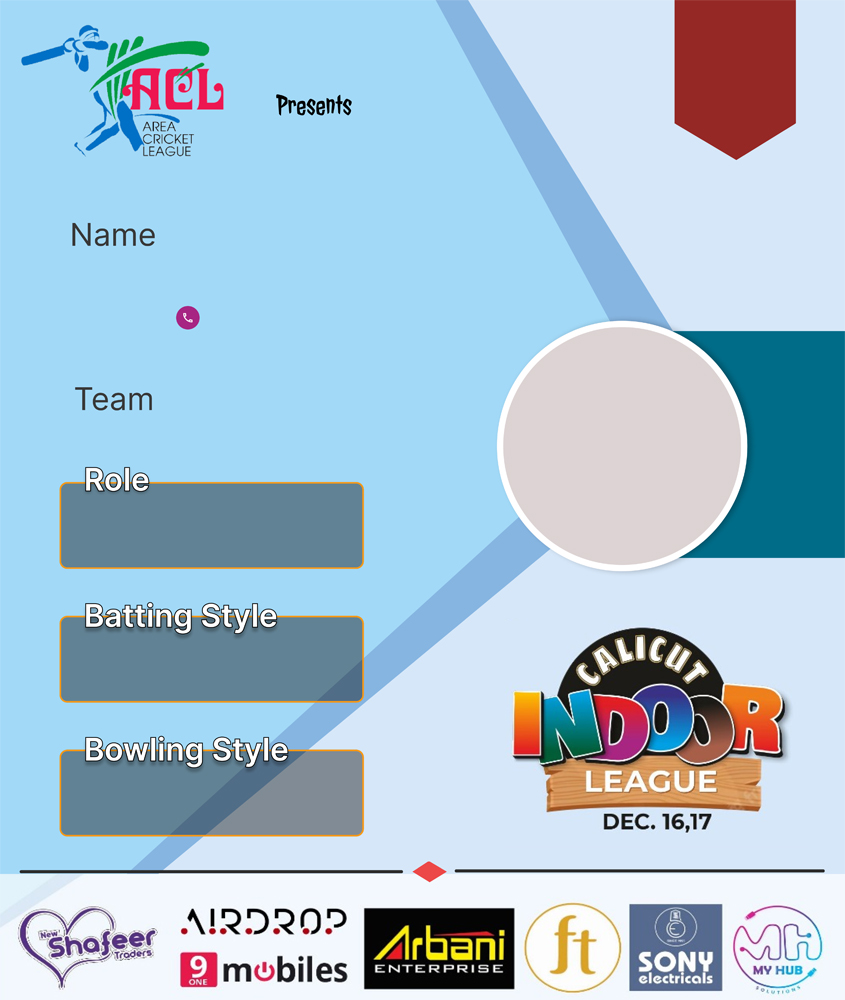 ACL
AREA
CRICKET
LEAGUE
Presents
Name
Team
Role
Batting Style
Bowling Style
CALICUT
INDOOR
LEAGUE
DEC. 16,17
New
Shafeer
Traders
AIRDROP
9
ONE
mobiles
Arbani
ENTERPRISE
ft
SONY
electricals
MH
MY HUB
SOLUTIONS